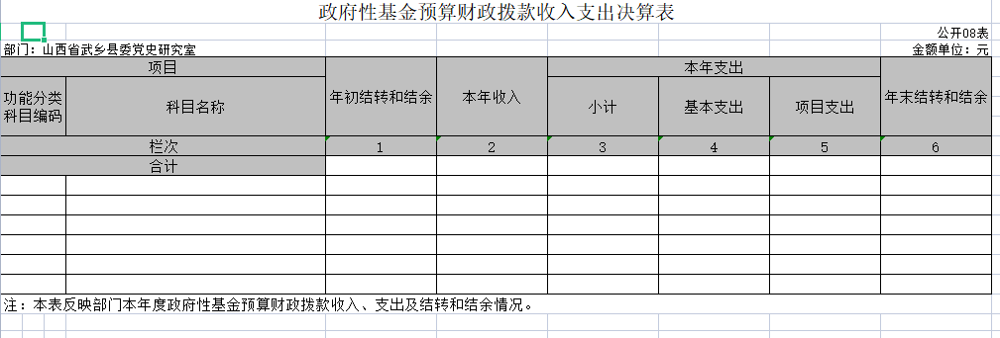 政府性基金预算财政拨款收入支出决算表
公开08表
部门：山西省武乡县委党史研究室 金额单位：元
项目 年初结转和结余 本年收入 本年支出 年末结转和结余
功能分类
科目编码 科目名称 小计 基本支出 项目支出
栏次 1 2 3 4 5 6
合计
注：本表反映部门本年度政府性基金预算财政拨款收入、支出及结转和结余情况。